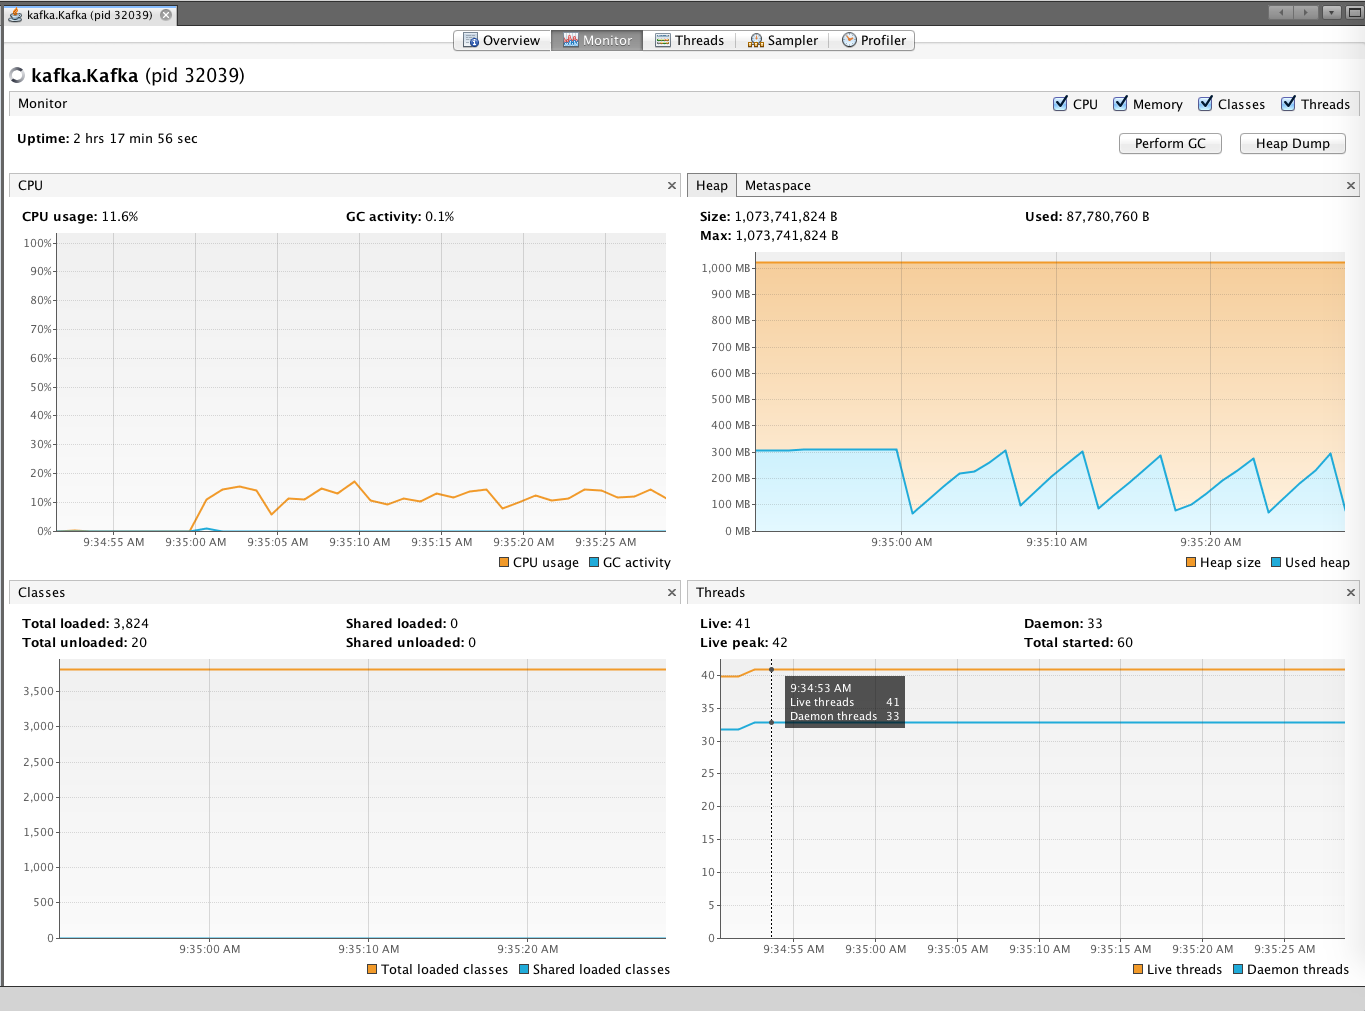 kafka.Kafka (pid 32039)
Overview Monitor Threads Sampler Profiler
kafka.Kafka (pid 32039)
Monitor
CPU Memory Classes Threads
Uptime: 2 hrs 17 min 56 sec
Perform GC Heap Dump
CPU
CPU usage: 11.6% GC activity: 0.1%
100%
90%
80%
70%
60%
50%
40%
30%
20%
10%
0%
9:34:55 AM 9:35:00 AM 9:35:05 AM 9:35:10 AM 9:35:15 AM 9:35:20 AM 9:35:25 AM
CPU usage GC activity
Heap Metaspace
Size: 1,073,741,824 B Used: 87,780,760 B
Max: 1,073,741,824 B
1,000 MB
900 MB
800 MB
700 MB
600 MB
500 MB
400 MB
300 MB
200 MB
100 MB
0 MB
9:35:00 AM 9:35:10 AM 9:35:20 AM
Heap size Used heap
Classes
Total loaded: 3,824 Shared loaded: 0
Total unloaded: 20 Shared unloaded: 0
3,500
3,000
2,500
2,000
1,500
1,000
500
0
9:35:00 AM 9:35:10 AM 9:35:20 AM
Total loaded classes Shared loaded classes
Threads
Live: 41 Daemon: 33
Live peak: 42 Total started: 60
40
35
30
25
20
15
10
5
0
9:34:53 AM
Live threads 41
Daemon threads 33
9:34:55 AM 9:35:00 AM 9:35:05 AM 9:35:10 AM 9:35:15 AM 9:35:20 AM 9:35:25 AM
Live threads Daemon threads